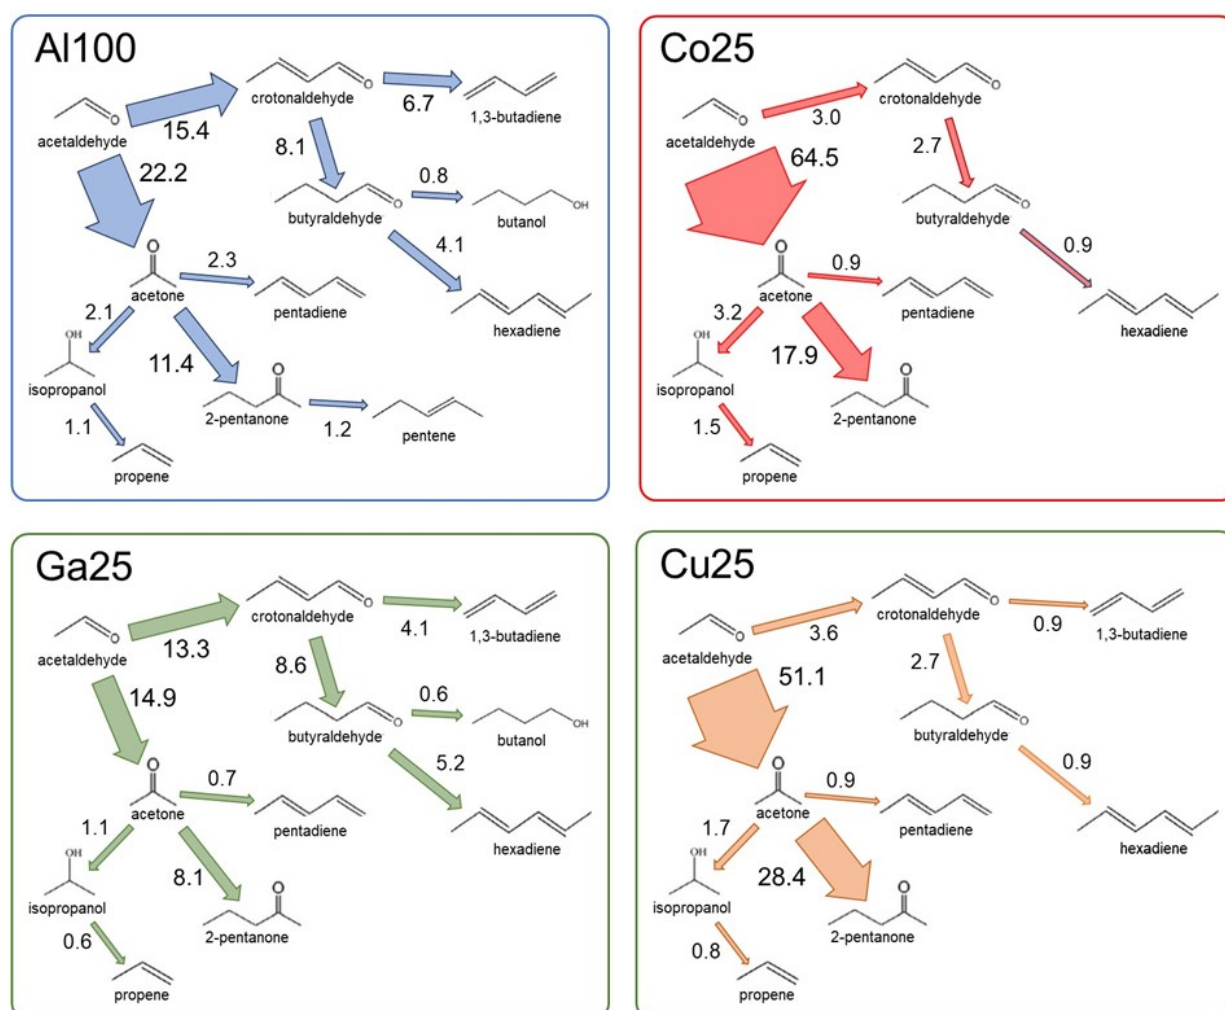 Al100
acetaldehyde
15.4
crotonaldehyde
6.7
1,3-butadiene
22.2
8.1
butyraldehyde
0.8
OH
butanol
O
O
O
O
acetone
2.3
pentadiene
4.1
hexadiene
2.1
OH
isopropanol
11.4
O
2-pentanone
1.2
pentene
1.1
propene
Co25
acetaldehyde
O
3.0
crotonaldehyde
O
64.5
2.7
butyraldehyde
O
0.9
hexadiene
O
acetone
0.9
pentadiene
3.2
OH
isopropanol
17.9
O
2-pentanone
1.5
propene
Ga25
acetaldehyde
O
13.3
crotonaldehyde
O
4.1
1,3-butadiene
14.9
8.6
butyraldehyde
O
0.6
OH
butanol
5.2
hexadiene
O
acetone
0.7
pentadiene
1.1
OH
isopropanol
8.1
O
2-pentanone
0.6
propene
Cu25
acetaldehyde
O
3.6
crotonaldehyde
O
0.9
1,3-butadiene
51.1
2.7
butyraldehyde
O
0.9
hexadiene
O
acetone
0.9
pentadiene
1.7
OH
isopropanol
28.4
O
2-pentanone
0.8
propene